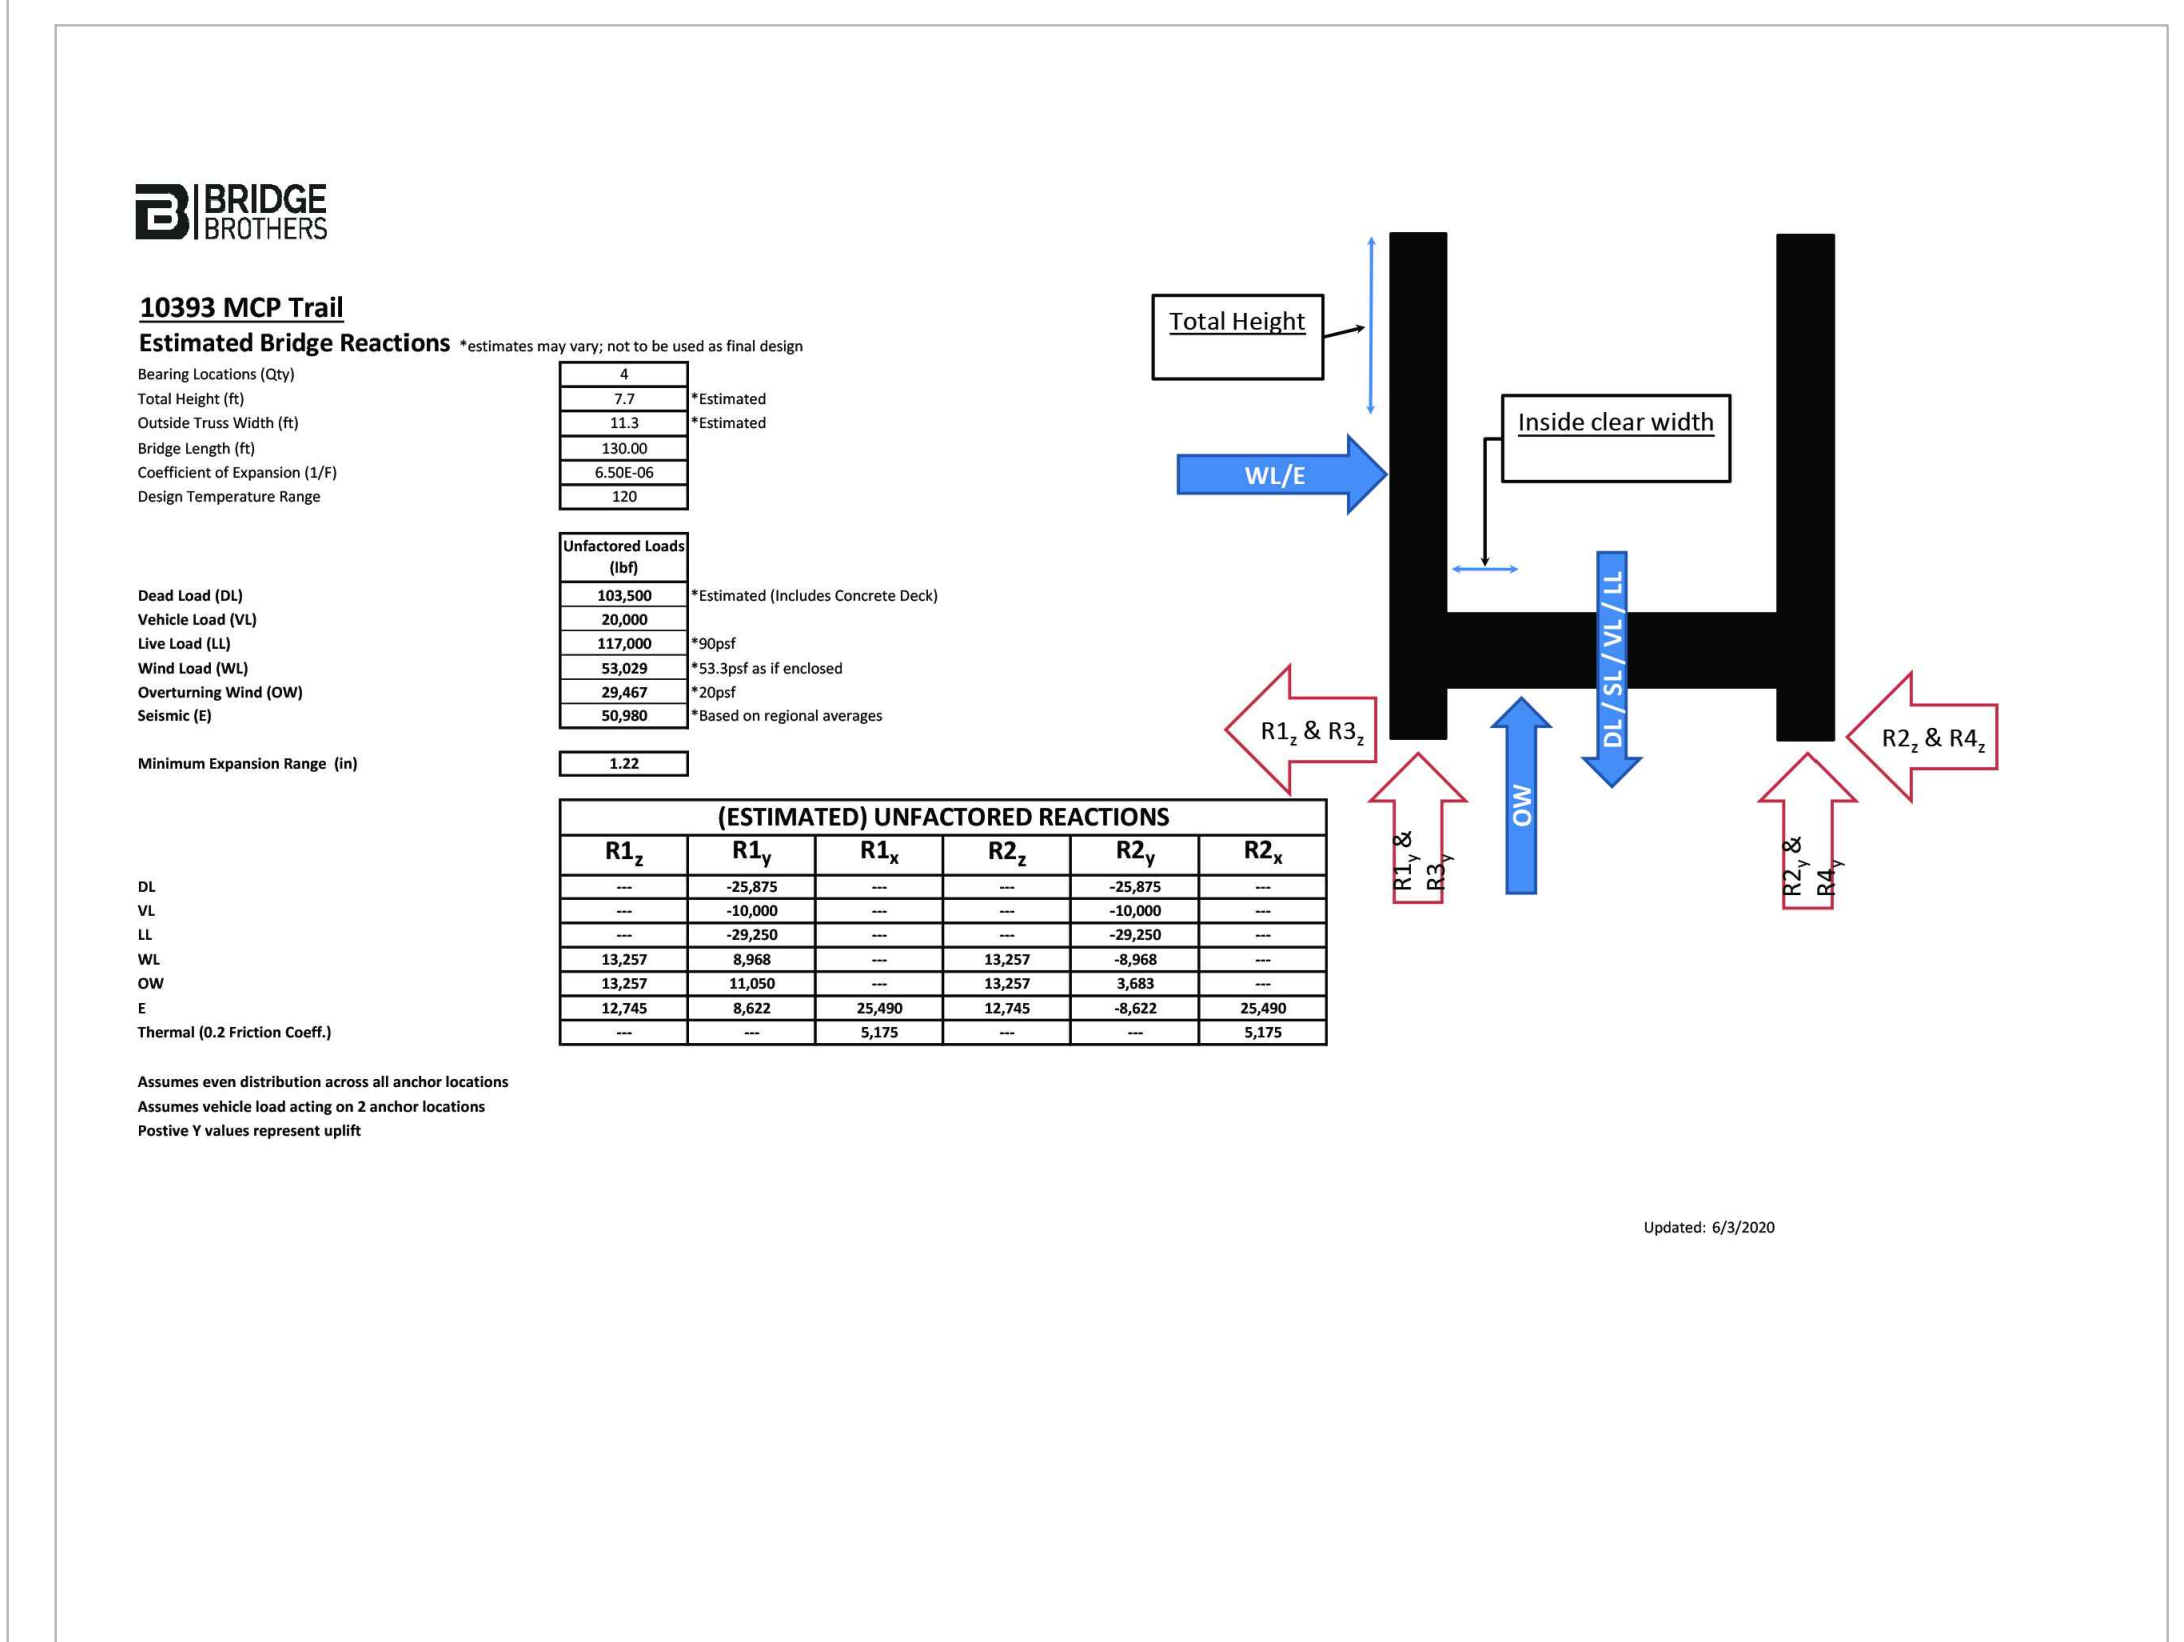 BRIDGE
BROTHERS
10393 MCP Trail
Estimated Bridge Reactions *estimates may vary; not to be used as final design
Bearing Locations (Qty) 4
Total Height (ft) 7.7 *Estimated
Outside Truss Width (ft) 11.3 *Estimated
Bridge Length (ft) 130.00
Coefficient of Expansion (1/F) 6.50E-06
Design Temperature Range 120
Unfactored Loads
(lbf)
Dead Load (DL) 103,500 *Estimated (Includes Concrete Deck)
Vehicle Load (VL) 20,000
Live Load (LL) 117,000 *90psf
Wind Load (WL) 53,029 *53.3psf as if enclosed
Overturning Wind (OW) 29,467 *20psf
Seismic (E) 50,980 *Based on regional averages
Minimum Expansion Range (in) 1.22
(ESTIMATED) UNFACTORED REACTIONS
R1z R1y R1x R2z R2y R2x
DL --- -25,875 --- --- -25,875 ---
VL --- -10,000 --- --- -10,000 ---
LL --- -29,250 --- --- -29,250 ---
WL 13,257 8,968 --- 13,257 -8,968 ---
OW 13,257 11,050 --- 13,257 3,683 ---
E 12,745 8,622 25,490 12,745 -8,622 25,490
Thermal (0.2 Friction Coeff.) --- --- 5,175 --- --- 5,175
Assumes even distribution across all anchor locations
Assumes vehicle load acting on 2 anchor locations
Postive Y values represent uplift
Total Height
Inside clear width
WL/E
DL / SL / VL / LL
OW
R1z & R3z
R2z & R4z
R1y &
R3y
R2y &
R4y
Updated: 6/3/2020